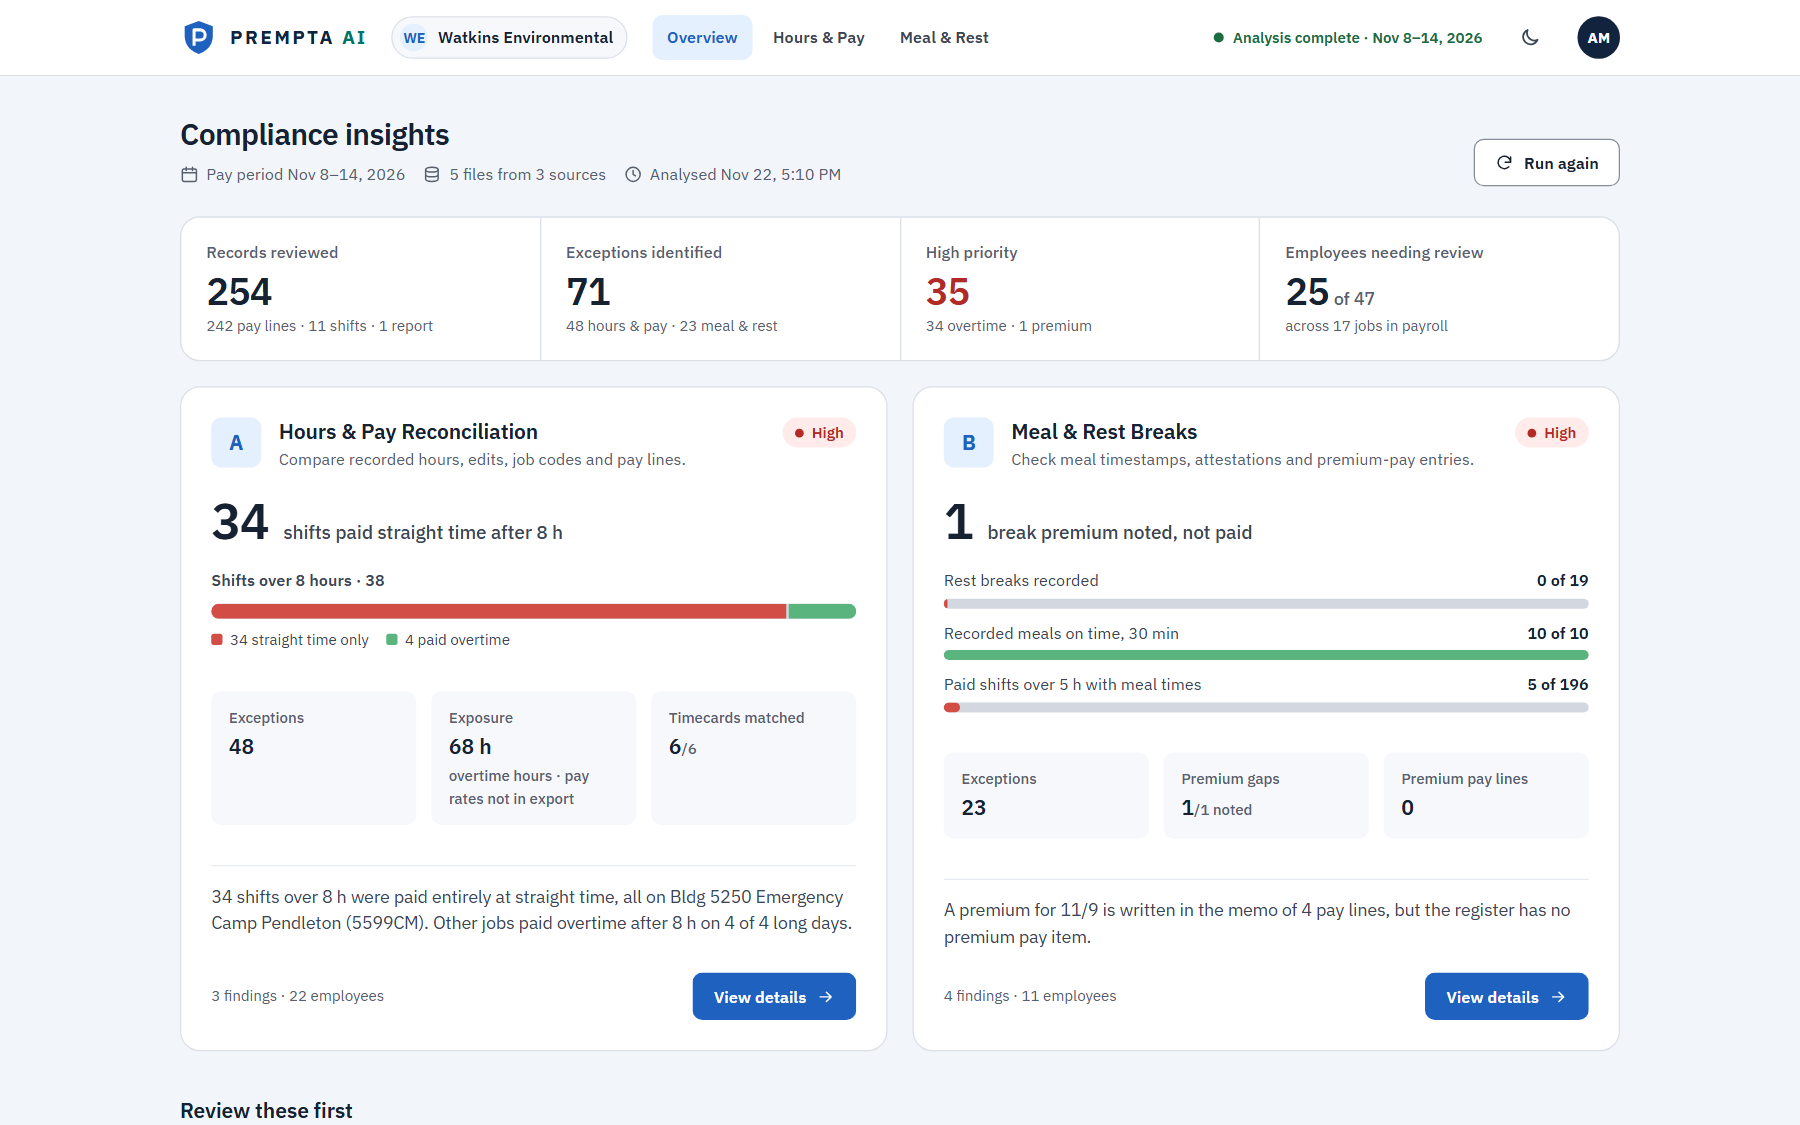 PREMPTA AI
WE Watkins Environmental
Overview
Hours & Pay
Meal & Rest
Analysis complete · Nov 8–14, 2026
AM
Compliance insights
Pay period Nov 8–14, 2026
5 files from 3 sources
Analysed Nov 22, 5:10 PM
Run again
Records reviewed
254
242 pay lines · 11 shifts · 1 report
Exceptions identified
71
48 hours & pay · 23 meal & rest
High priority
35
34 overtime · 1 premium
Employees needing review
25 of 47
across 17 jobs in payroll
A
Hours & Pay Reconciliation
High
Compare recorded hours, edits, job codes and pay lines.
34 shifts paid straight time after 8 h
Shifts over 8 hours · 38
34 straight time only
4 paid overtime
Exceptions
48
Exposure
68 h
overtime hours · pay
rates not in export
Timecards matched
6/6
34 shifts over 8 h were paid entirely at straight time, all on Bldg 5250 Emergency
Camp Pendleton (5599CM). Other jobs paid overtime after 8 h on 4 of 4 long days.
3 findings · 22 employees
View details
B
Meal & Rest Breaks
High
Check meal timestamps, attestations and premium-pay entries.
1 break premium noted, not paid
Rest breaks recorded
0 of 19
Recorded meals on time, 30 min
10 of 10
Paid shifts over 5 h with meal times
5 of 196
Exceptions
23
Premium gaps
1/1 noted
Premium pay lines
0
A premium for 11/9 is written in the memo of 4 pay lines, but the register has no
premium pay item.
4 findings · 11 employees
View details
Review these first